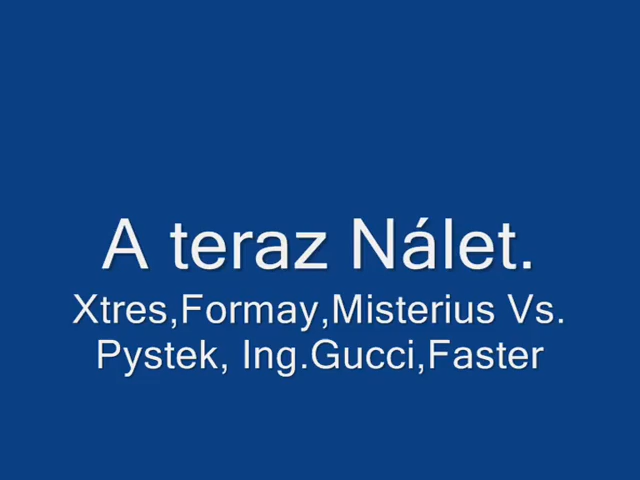 A teraz Nálet.
Xtres,Formay,Misterius Vs.
Pystek, Ing.Gucci,Faster